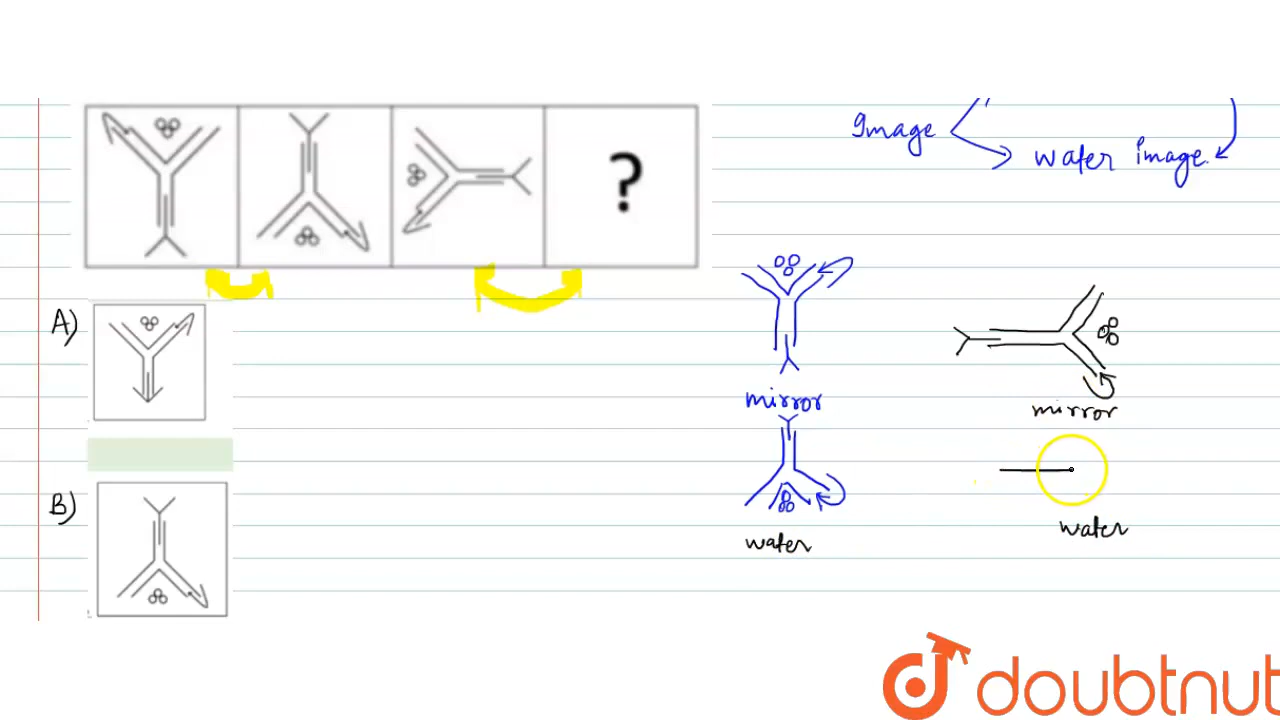 Image
water image.
?
A)
mirror
mirror
B)
water
water
doubtnut